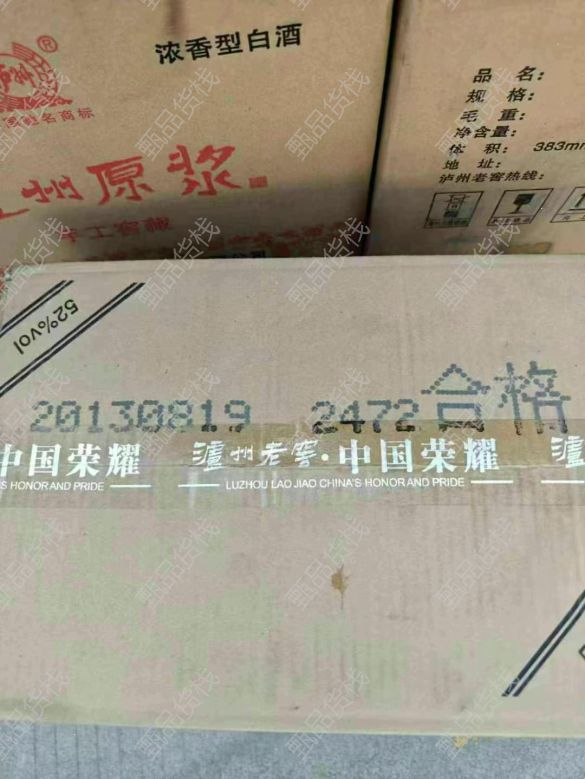 浓香型白酒
州原浆
品 名:
规 格:
毛 重:
净含量:
体 积: 383mm
地 址:
泸州老窖热线:
52%vol
20130819 2472 合格
中国荣耀 泸州老窖·中国荣耀 泸
S HONOR AND PRIDE LUZHOU LAO JIAO CHINA'S HONOR AND PRIDE
甄品货栈